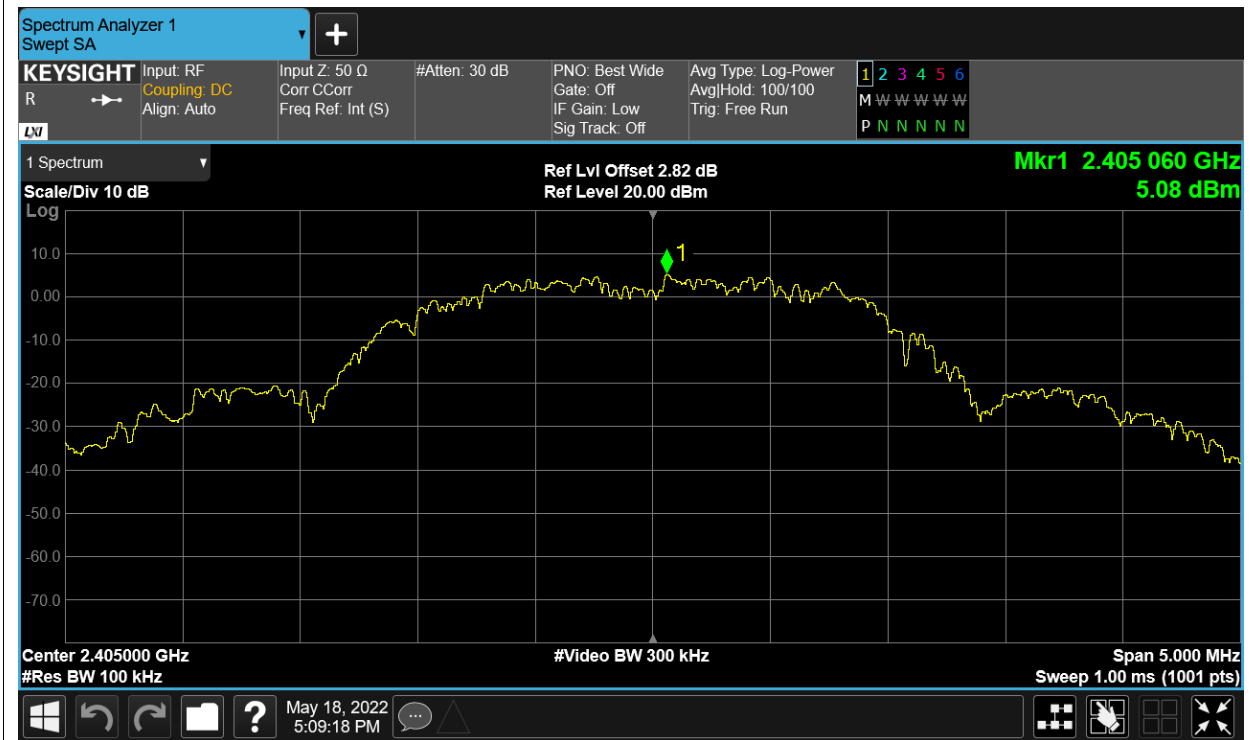 Spectrum Analyzer 1
Swept SA
KEYSIGHT
R
LXI
Input: RF
Coupling: DC
Align: Auto
Input Z: 50 Ω
Corr CCorr
Freq Ref: Int (S)
#Atten: 30 dB
PNO: Best Wide
Gate: Off
IF Gain: Low
Sig Track: Off
Avg Type: Log-Power
Avg|Hold: 100/100
Trig: Free Run
1 2 3 4 5 6
M W W W W W
P N N N N N
1 Spectrum
Scale/Div 10 dB
Ref Lvl Offset 2.82 dB
Ref Level 20.00 dBm
Mkr1 2.405 060 GHz
5.08 dBm
Log
1
10.0
0.00
-10.0
-20.0
-30.0
-40.0
-50.0
-60.0
-70.0
Center 2.405000 GHz
#Res BW 100 kHz
#Video BW 300 kHz
Span 5.000 MHz
Sweep 1.00 ms (1001 pts)
?
May 18, 2022
5:09:18 PM